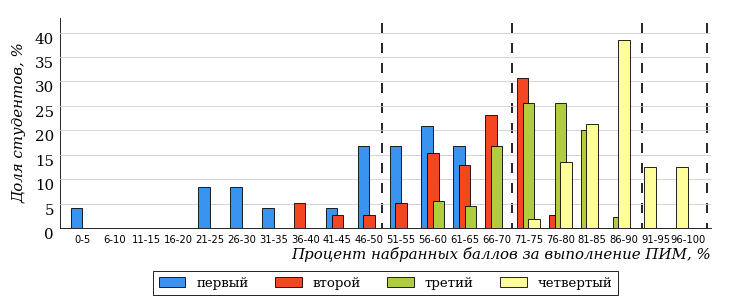 Доля студентов, %
40
35
30
25
20
15
10
5
0
0-5 6-10 11-15 16-20 21-25 26-30 31-35 36-40 41-45 46-50 51-55 56-60 61-65 66-70 71-75 76-80 81-85 86-90 91-95 96-100
Процент набранных баллов за выполнение ПИМ, %
первый второй третий четвертый